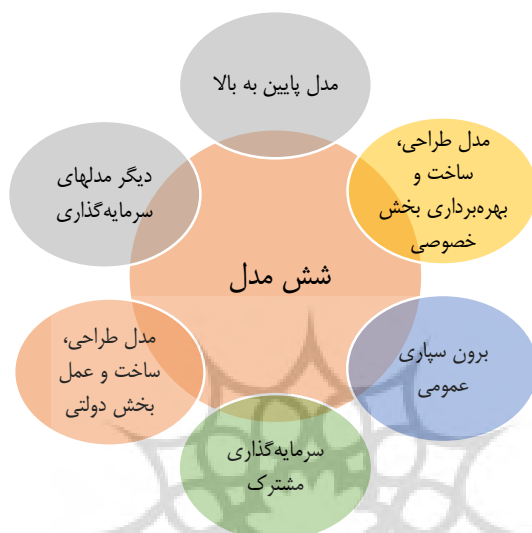 مدل پایین به بالا
مدل طراحی،
ساخت و
بهره‌برداری بخش
خصوصی
برون سپاری
عمومی
سرمایه‌گذاری
مشترک
مدل طراحی،
ساخت و عمل
بخش دولتی
دیگر مدلهای
سرمایه‌گذاری
شش مدل